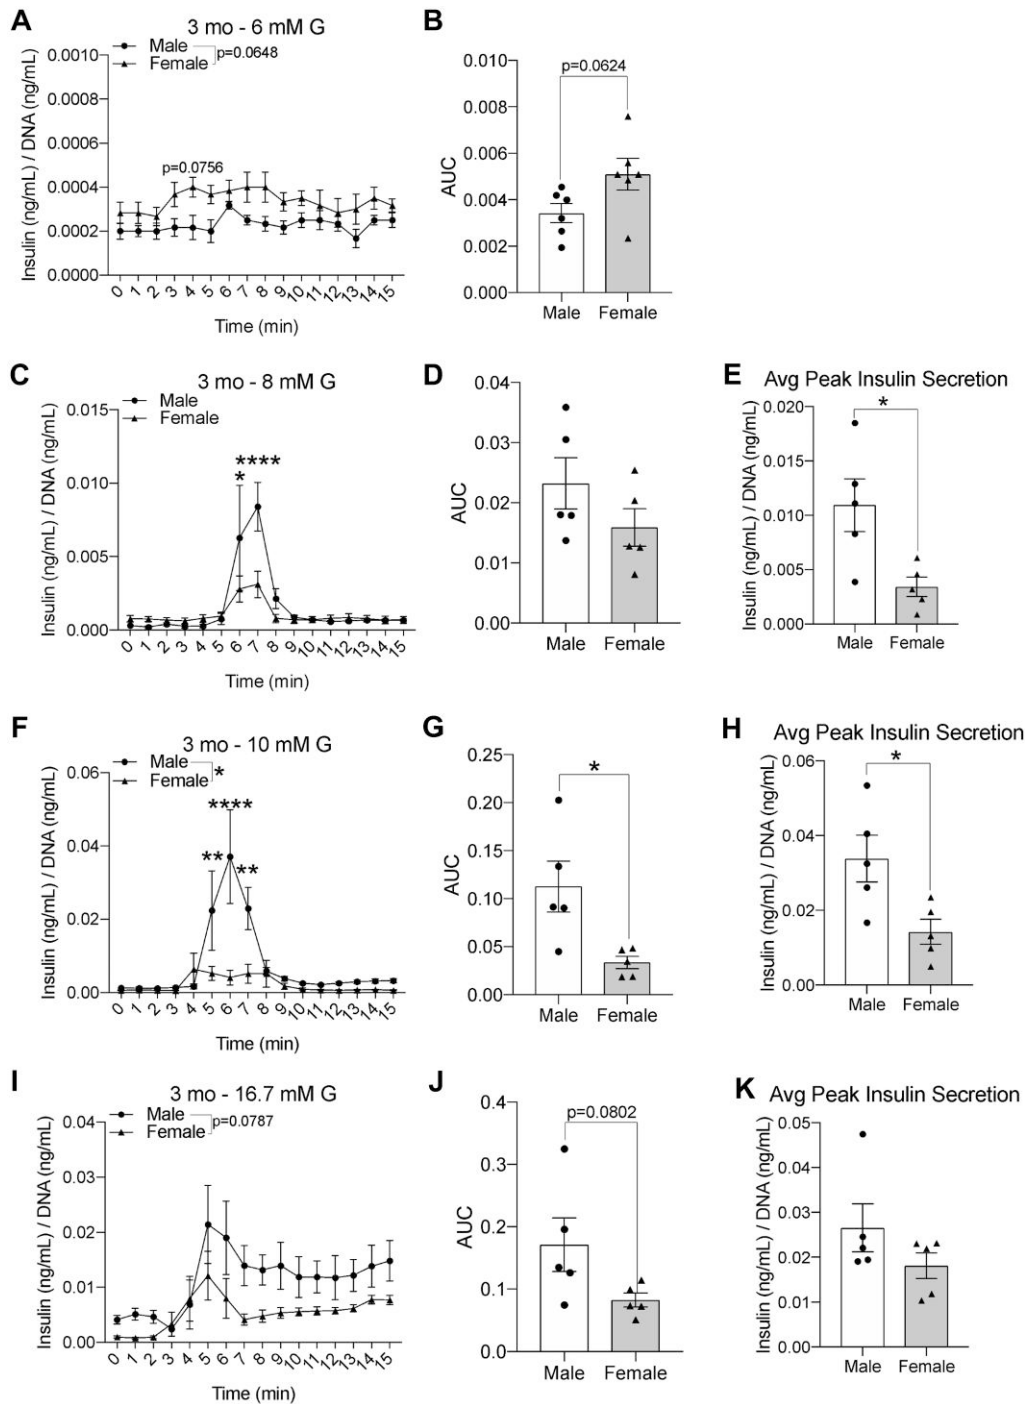 A
3 mo - 6 mM G
Male
Female
p=0.0648
p=0.0756
Insulin (ng/mL) / DNA (ng/mL)
0.0010
0.0008
0.0006
0.0004
0.0002
0.0000
0 1 2 3 4 5 6 7 8 9 10 11 12 13 14 15
Time (min)
B
p=0.0624
AUC
0.010
0.008
0.006
0.004
0.002
0.000
Male Female
C
3 mo - 8 mM G
Male
Female
****
*
Insulin (ng/mL) / DNA (ng/mL)
0.015
0.010
0.005
0.000
0 1 2 3 4 5 6 7 8 9 10 11 12 13 14 15
Time (min)
D
AUC
0.04
0.03
0.02
0.01
0.00
Male Female
E
Avg Peak Insulin Secretion
*
Insulin (ng/mL) / DNA (ng/mL)
0.020
0.015
0.010
0.005
0.000
Male Female
F
3 mo - 10 mM G
Male
Female
*
****
** **
Insulin (ng/mL) / DNA (ng/mL)
0.06
0.04
0.02
0.00
0 1 2 3 4 5 6 7 8 9 10 11 12 13 14 15
Time (min)
G
*
AUC
0.25
0.20
0.15
0.10
0.05
0.00
Male Female
H
Avg Peak Insulin Secretion
*
Insulin (ng/mL) / DNA (ng/mL)
0.06
0.04
0.02
0.00
Male Female
I
3 mo - 16.7 mM G
Male
Female
p=0.0787
Insulin (ng/mL) / DNA (ng/mL)
0.04
0.03
0.02
0.01
0.00
0 1 2 3 4 5 6 7 8 9 10 11 12 13 14 15
Time (min)
J
p=0.0802
AUC
0.4
0.3
0.2
0.1
0.0
Male Female
K
Avg Peak Insulin Secretion
Insulin (ng/mL) / DNA (ng/mL)
0.05
0.04
0.03
0.02
0.01
0.00
Male Female